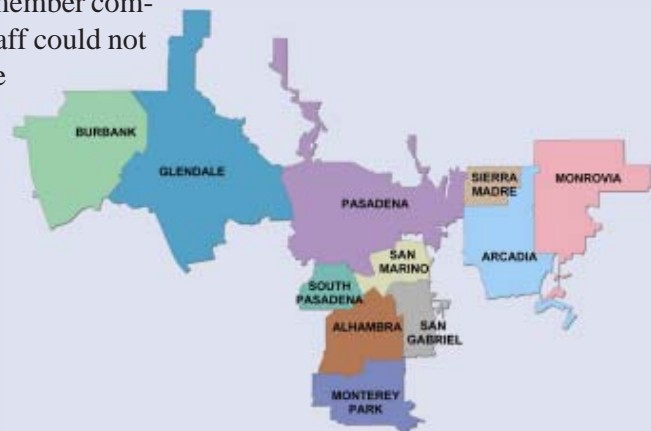 nember com-
aff could not
e
BURBANK
GLENDALE
PASADENA
SIERRA
MADRE
MONROVIA
ARCADIA
SAN
MARINO
SOUTH
PASADENA
ALHAMBRA
SAN
GABRIEL
MONTEREY
PARK